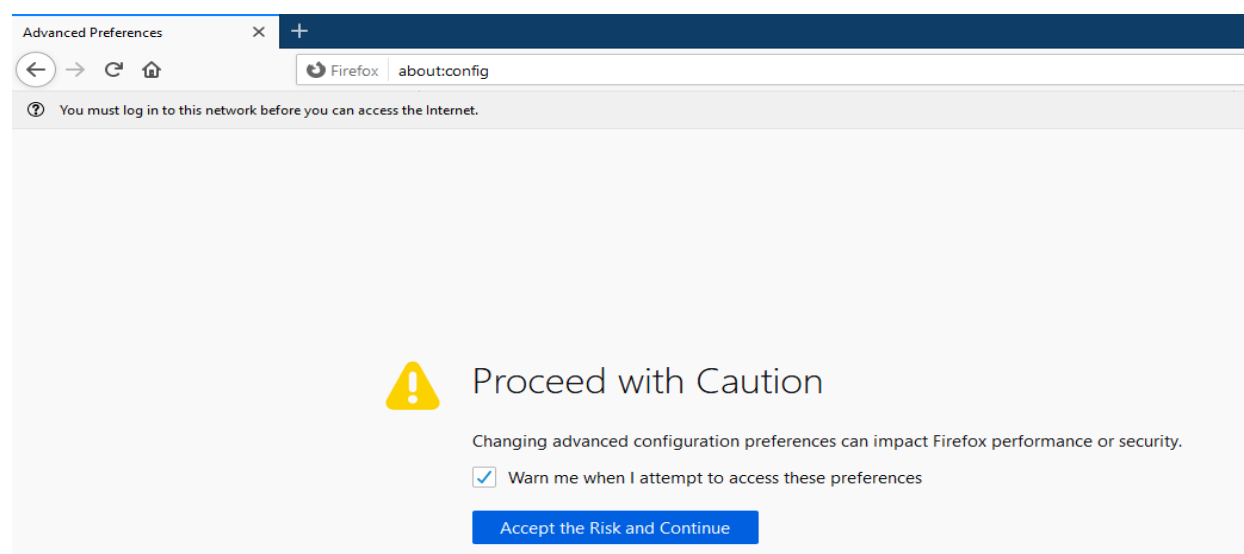 Advanced Preferences
Firefox about:config
You must log in to this network before you can access the Internet.
Proceed with Caution
Changing advanced configuration preferences can impact Firefox performance or security.
Warn me when I attempt to access these preferences
Accept the Risk and Continue